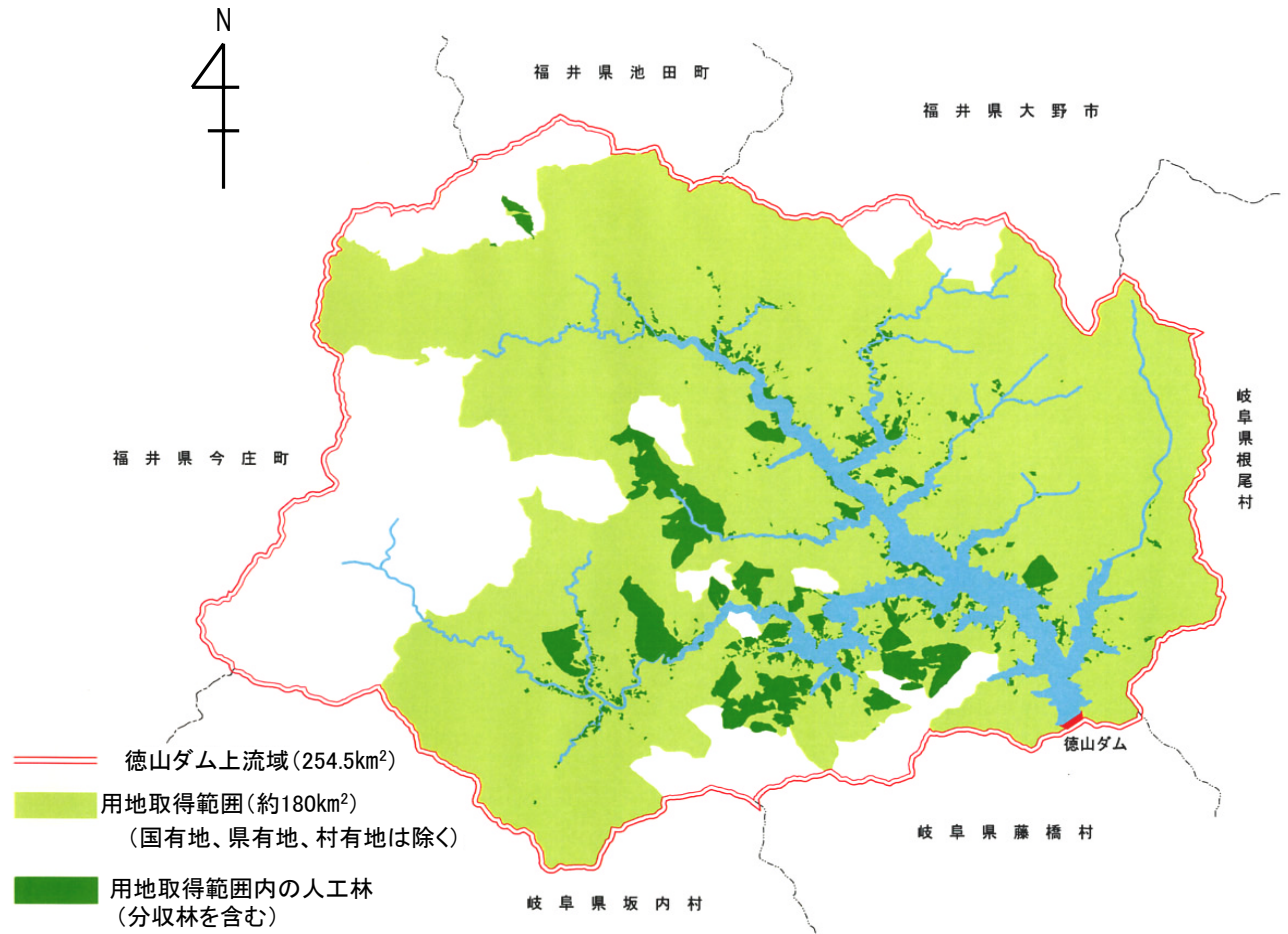 N
福井県池田町
福井県大野市
岐阜県根尾村
福井県今庄町
徳山ダム
徳山ダム上流域(254.5km²)
用地取得範囲(約180km²)
(国有地、県有地、村有地は除く)
岐阜県藤橋村
用地取得範囲内の人工林
(分収林を含む)
岐阜県坂内村